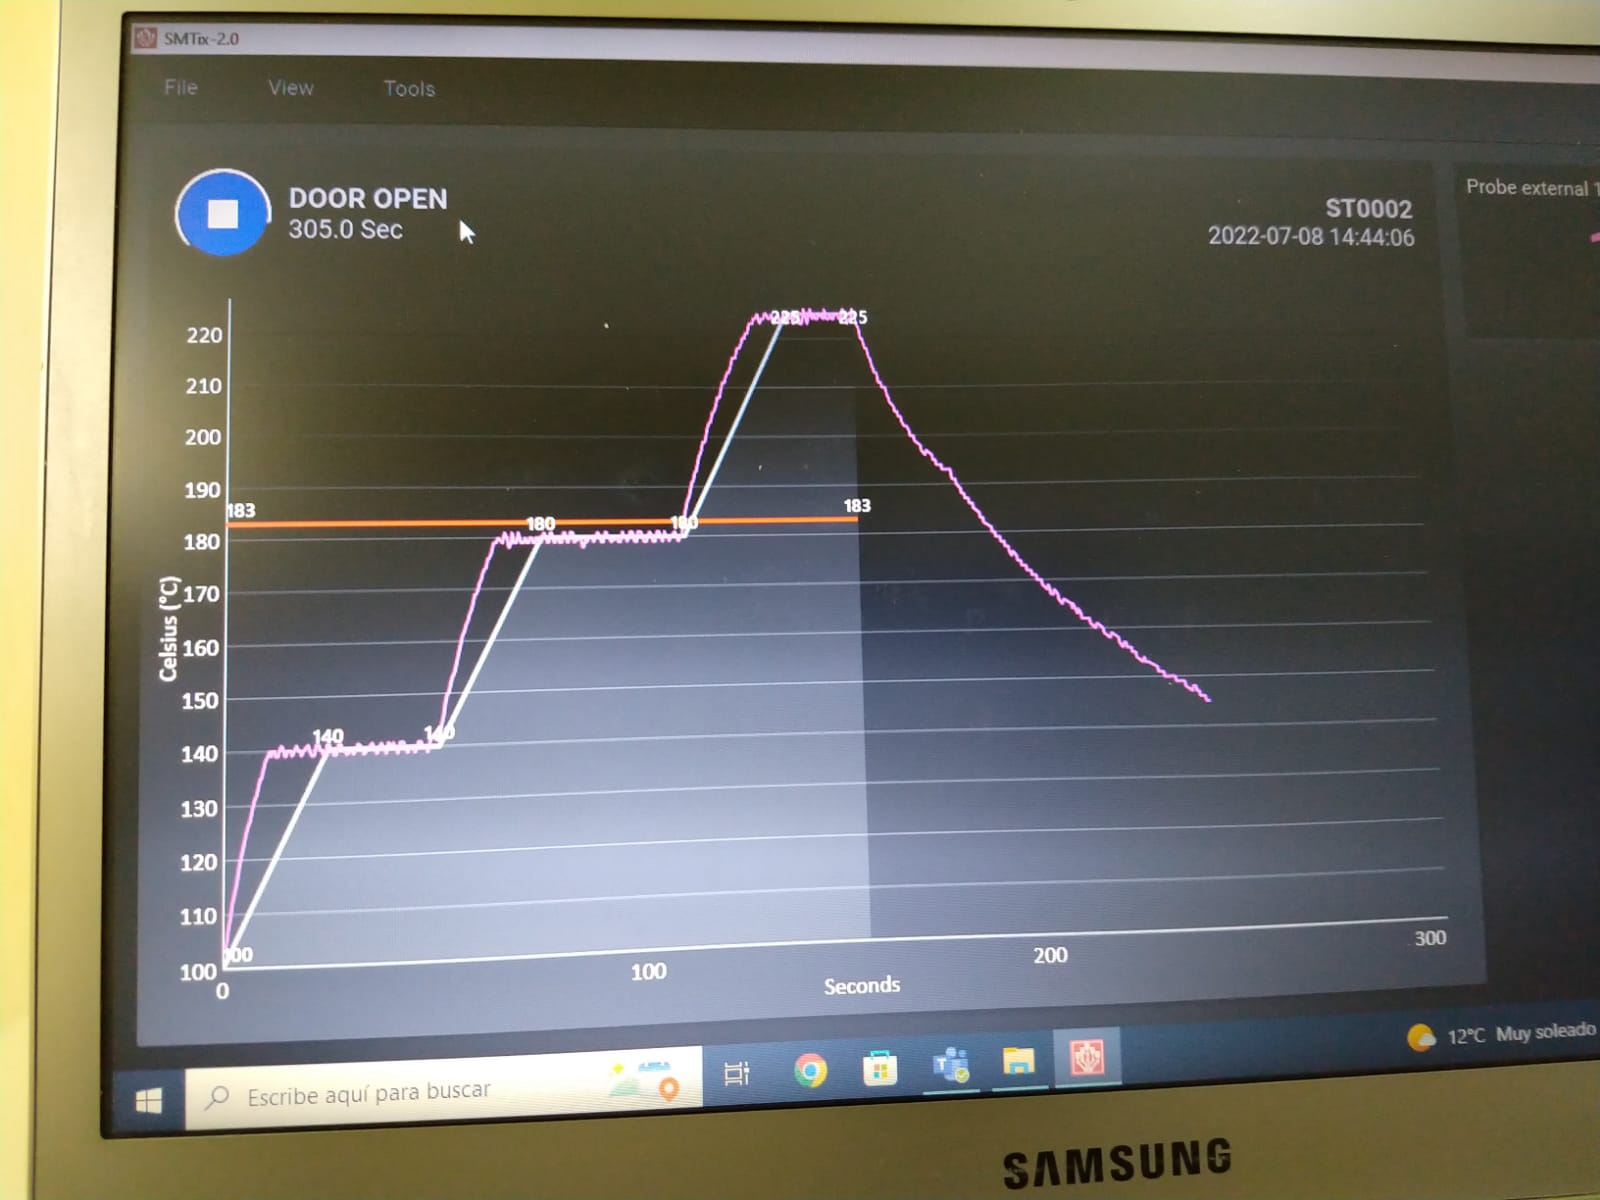 SMTix-2.0
File View Tools
DOOR OPEN
305.0 Sec
ST0002
2022-07-08 14:44:06
Probe external 1
220
210
200
190
180
170
160
150
140
130
120
110
100
Celsius (°C)
225 225
183 183
180 180
140 140
100
0 100 200 300
Seconds
Escribe aquí para buscar
12°C Muy soleado
SAMSUNG